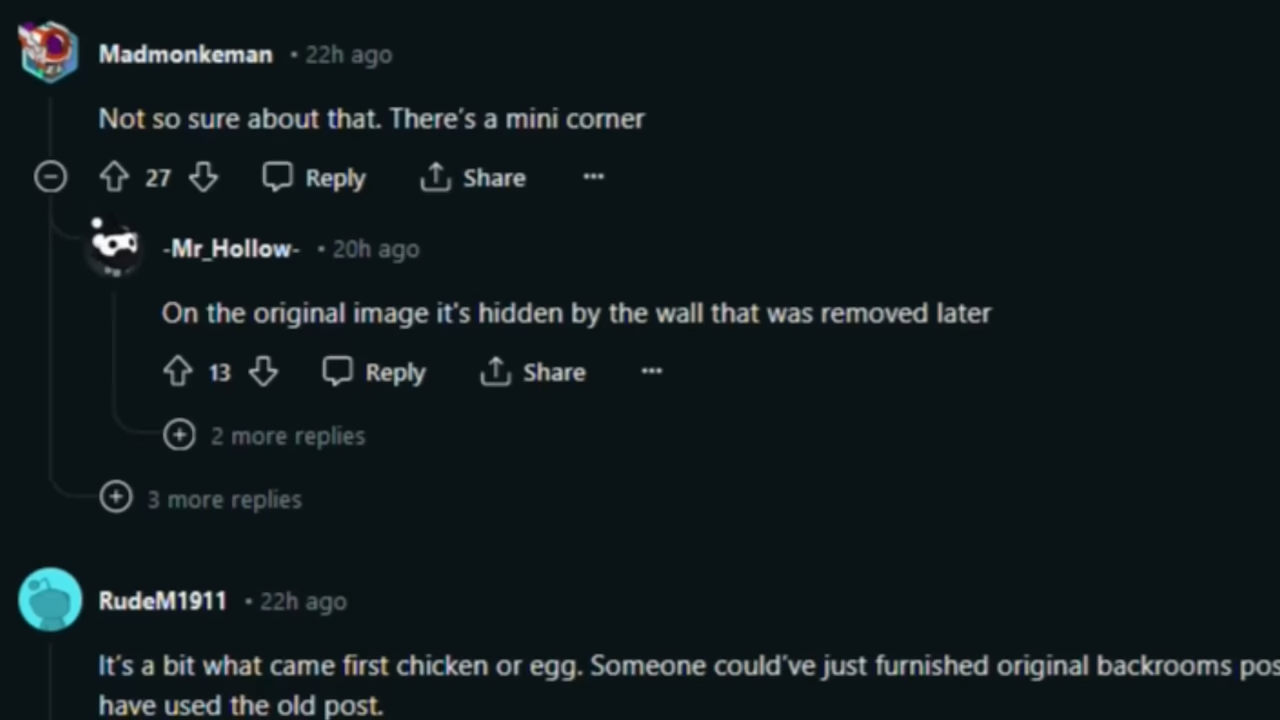 Madmonkeman • 22h ago
Not so sure about that. There's a mini corner
27 Reply Share ...
-Mr_Hollow- • 20h ago
On the original image it's hidden by the wall that was removed later
13 Reply Share ...
2 more replies
3 more replies
RudeM1911 • 22h ago
It's a bit what came first chicken or egg. Someone could've just furnished original backrooms pos
have used the old post.